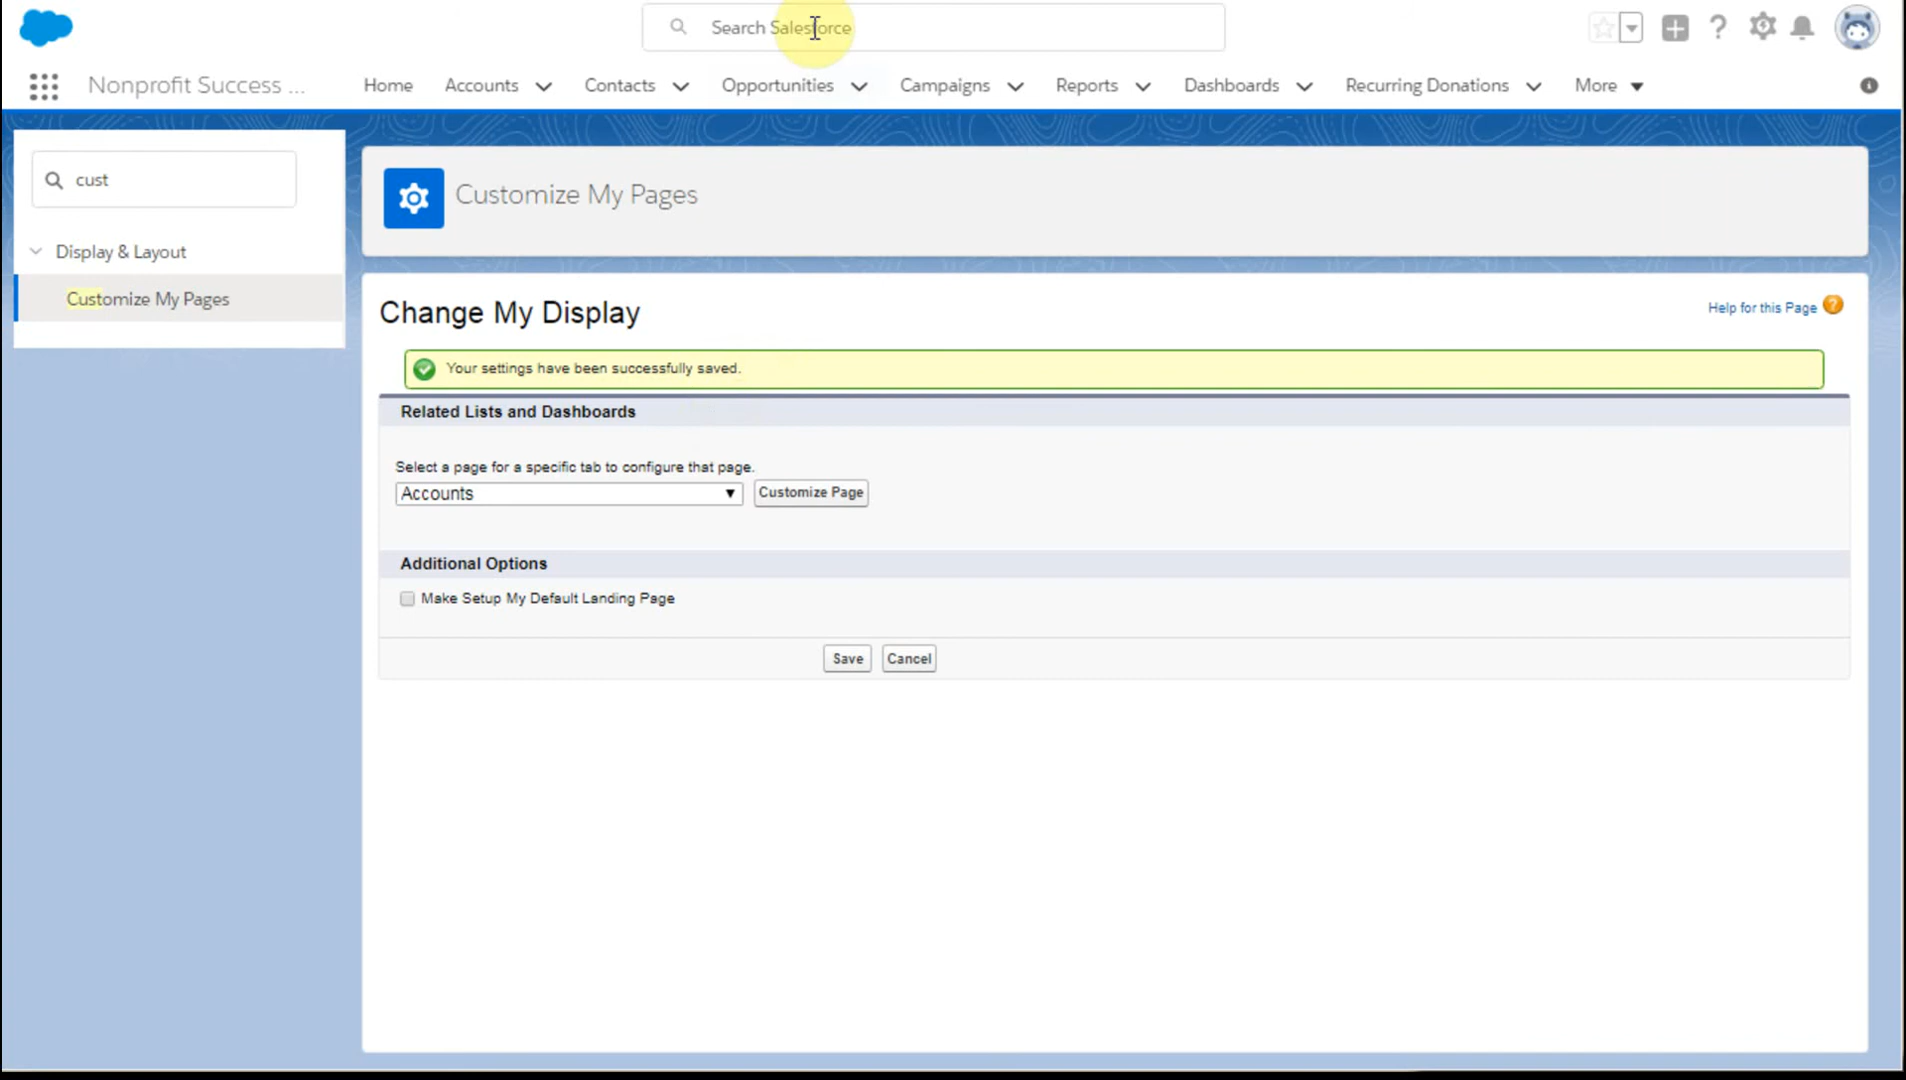 Search Salesforce
Nonprofit Success ...
Home
Accounts
Contacts
Opportunities
Campaigns
Reports
Dashboards
Recurring Donations
More
cust
Display & Layout
Customize My Pages
Customize My Pages
Change My Display
Help for this Page
Your settings have been successfully saved.
Related Lists and Dashboards
Select a page for a specific tab to configure that page.
Accounts
Customize Page
Additional Options
Make Setup My Default Landing Page
Save
Cancel